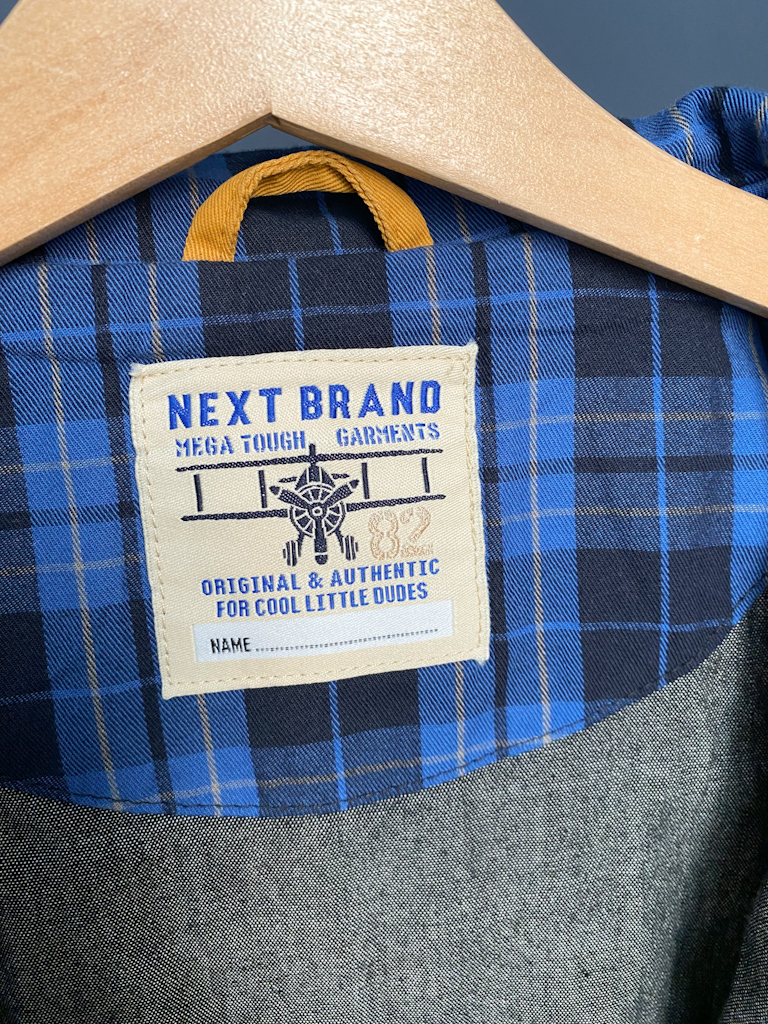 NEXT BRAND
MEGA TOUGH GARMENTS
82
ORIGINAL & AUTHENTIC
FOR COOL LITTLE DUDES
NAME ........................................